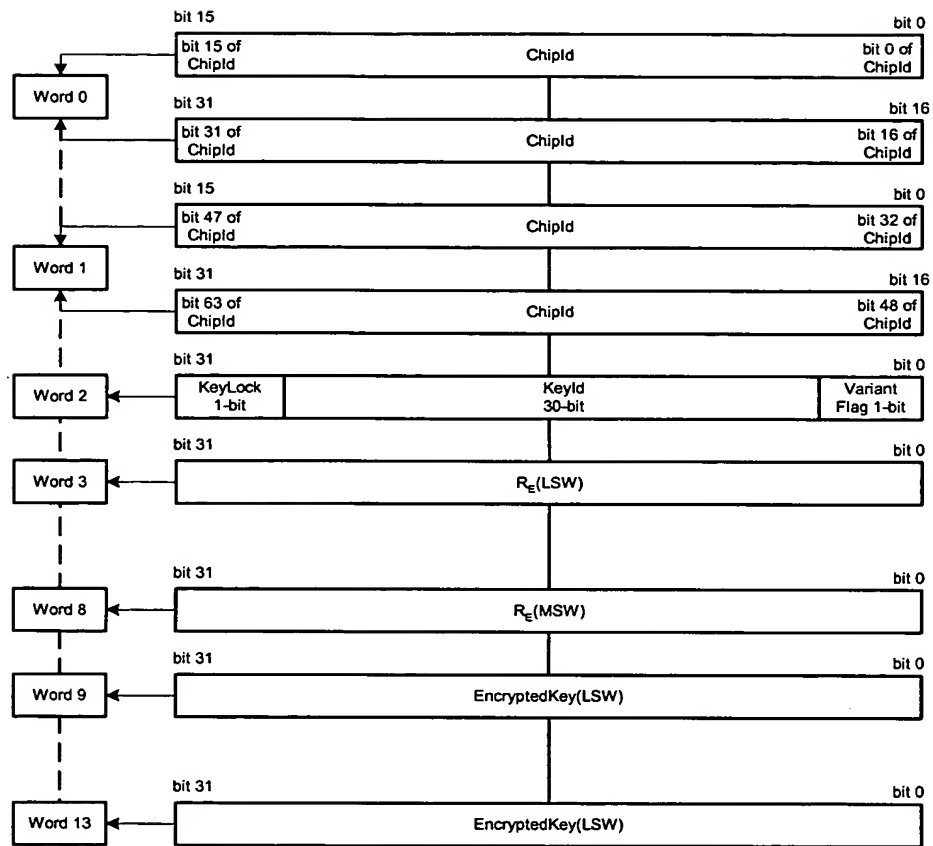 bit 15
bit 0
bit 15 of
ChipId
ChipId
bit 0 of
ChipId
Word 0
bit 31
bit 16
bit 31 of
ChipId
ChipId
bit 16 of
ChipId
bit 15
bit 0
bit 47 of
ChipId
ChipId
bit 32 of
ChipId
Word 1
bit 31
bit 16
bit 63 of
ChipId
ChipId
bit 48 of
ChipId
bit 31
bit 0
Word 2
KeyLock
1-bit
KeyId
30-bit
Variant
Flag 1-bit
bit 31
bit 0
Word 3
RE(LSW)
bit 31
bit 0
Word 8
RE(MSW)
bit 31
bit 0
Word 9
EncryptedKey(LSW)
bit 31
bit 0
Word 13
EncryptedKey(LSW)